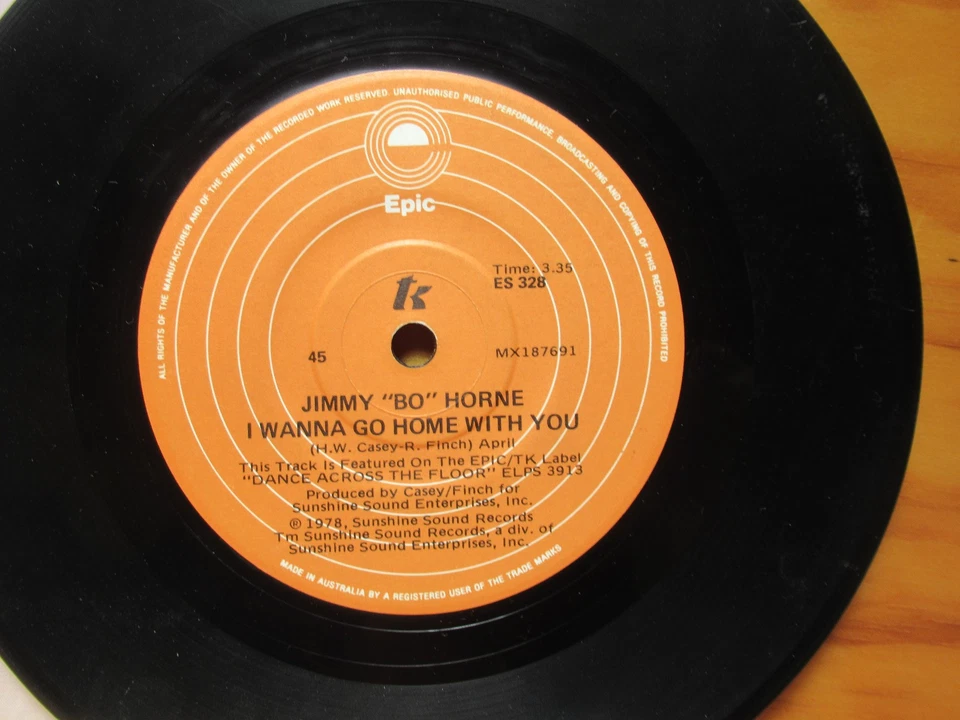 ALL RIGHTS OF THE MANUFACTURER AND OF THE OWNER OF THE RECORDED WORK RESERVED. UNAUTHORISED PUBLIC PERFORMANCE, BROADCASTING AND COPYING OF THIS RECORD PROHIBITED
Epic
Time: 3.35
ES 328
tk
45
MX187691
JIMMY "BO" HORNE
I WANNA GO HOME WITH YOU
(H.W. Casey-R. Finch) April
This Track Is Featured On The EPIC/TK Label
"DANCE ACROSS THE FLOOR" ELPS 3913
Produced by Casey/Finch for
Sunshine Sound Enterprises, Inc.
℗ 1978, Sunshine Sound Records
Tm Sunshine Sound Records, a div. of
Sunshine Sound Enterprises, Inc.
MADE IN AUSTRALIA BY A REGISTERED USER OF THE TRADE MARKS